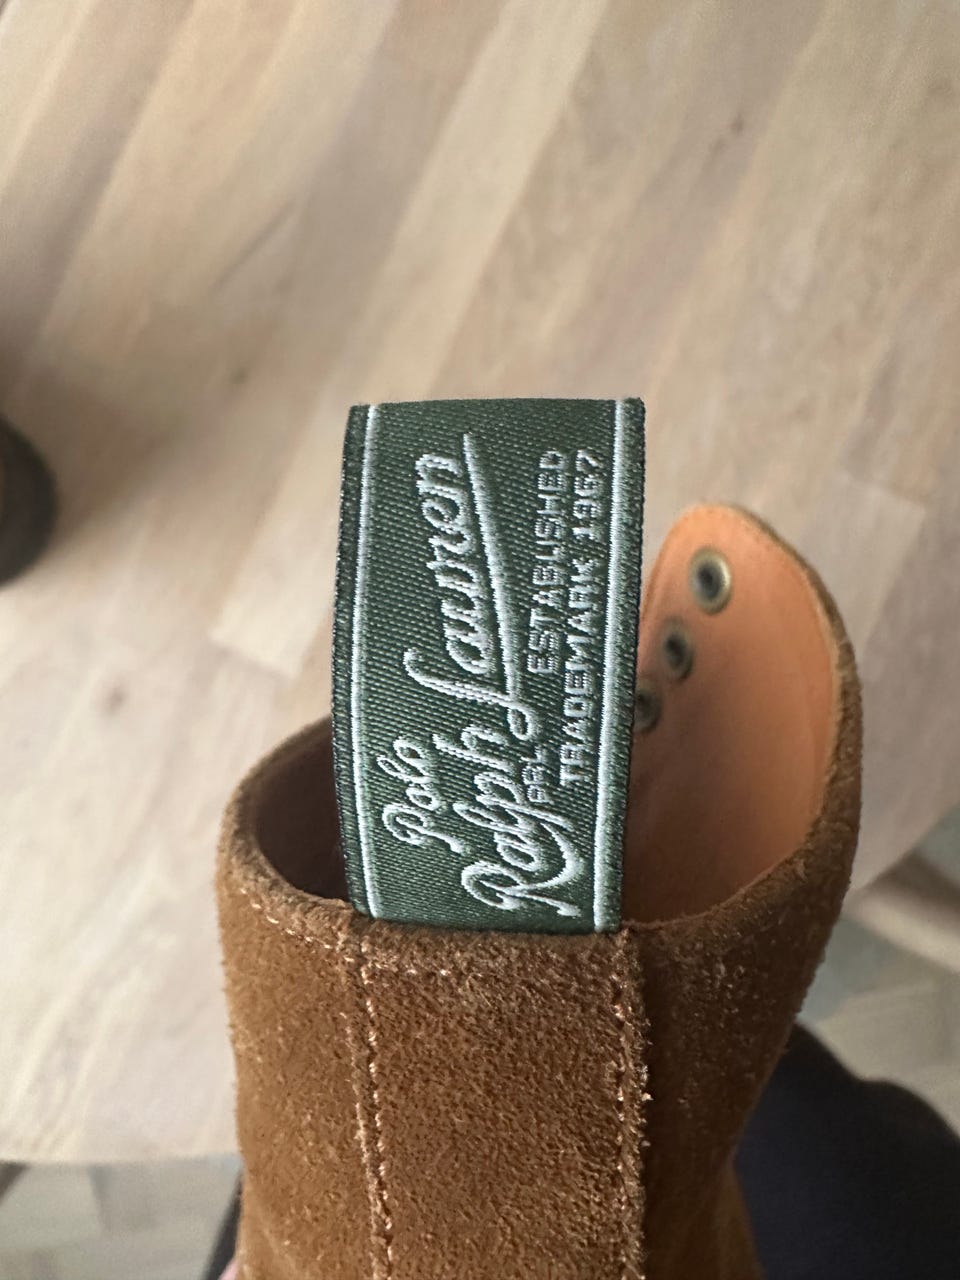 Polo
Ralph Lauren
PRL ESTABLISHED
TRADEMARK 1967